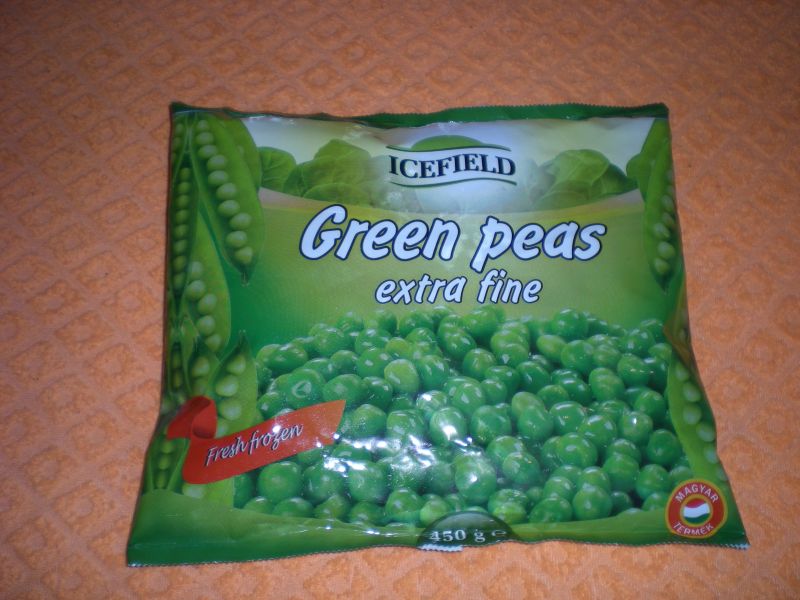 ICEFIELD
Green peas
extra fine
Fresh frozen
450 g ℮
MAGYAR
TERMÉK